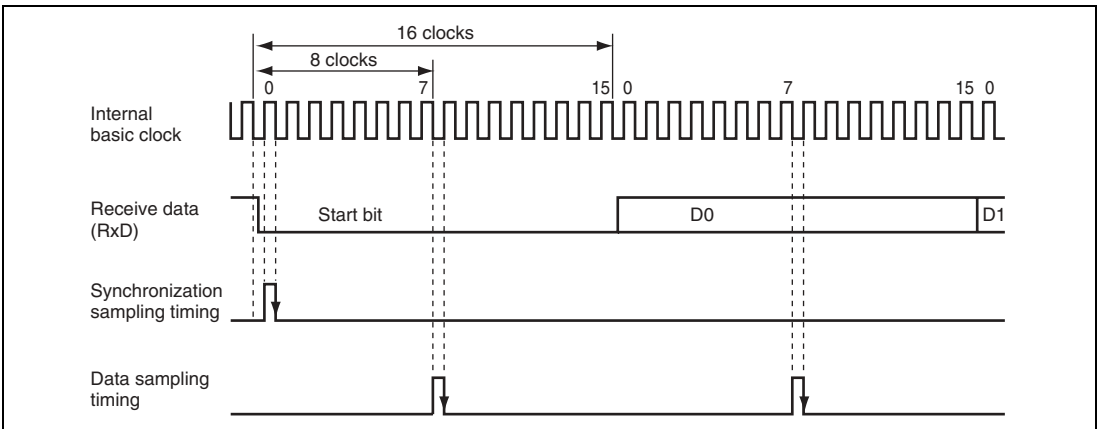 16 clocks
8 clocks
0 7 15 0 7 15 0
Internal
basic clock
Receive data
(RxD)
Start bit D0 D1
Synchronization
sampling timing
Data sampling
timing